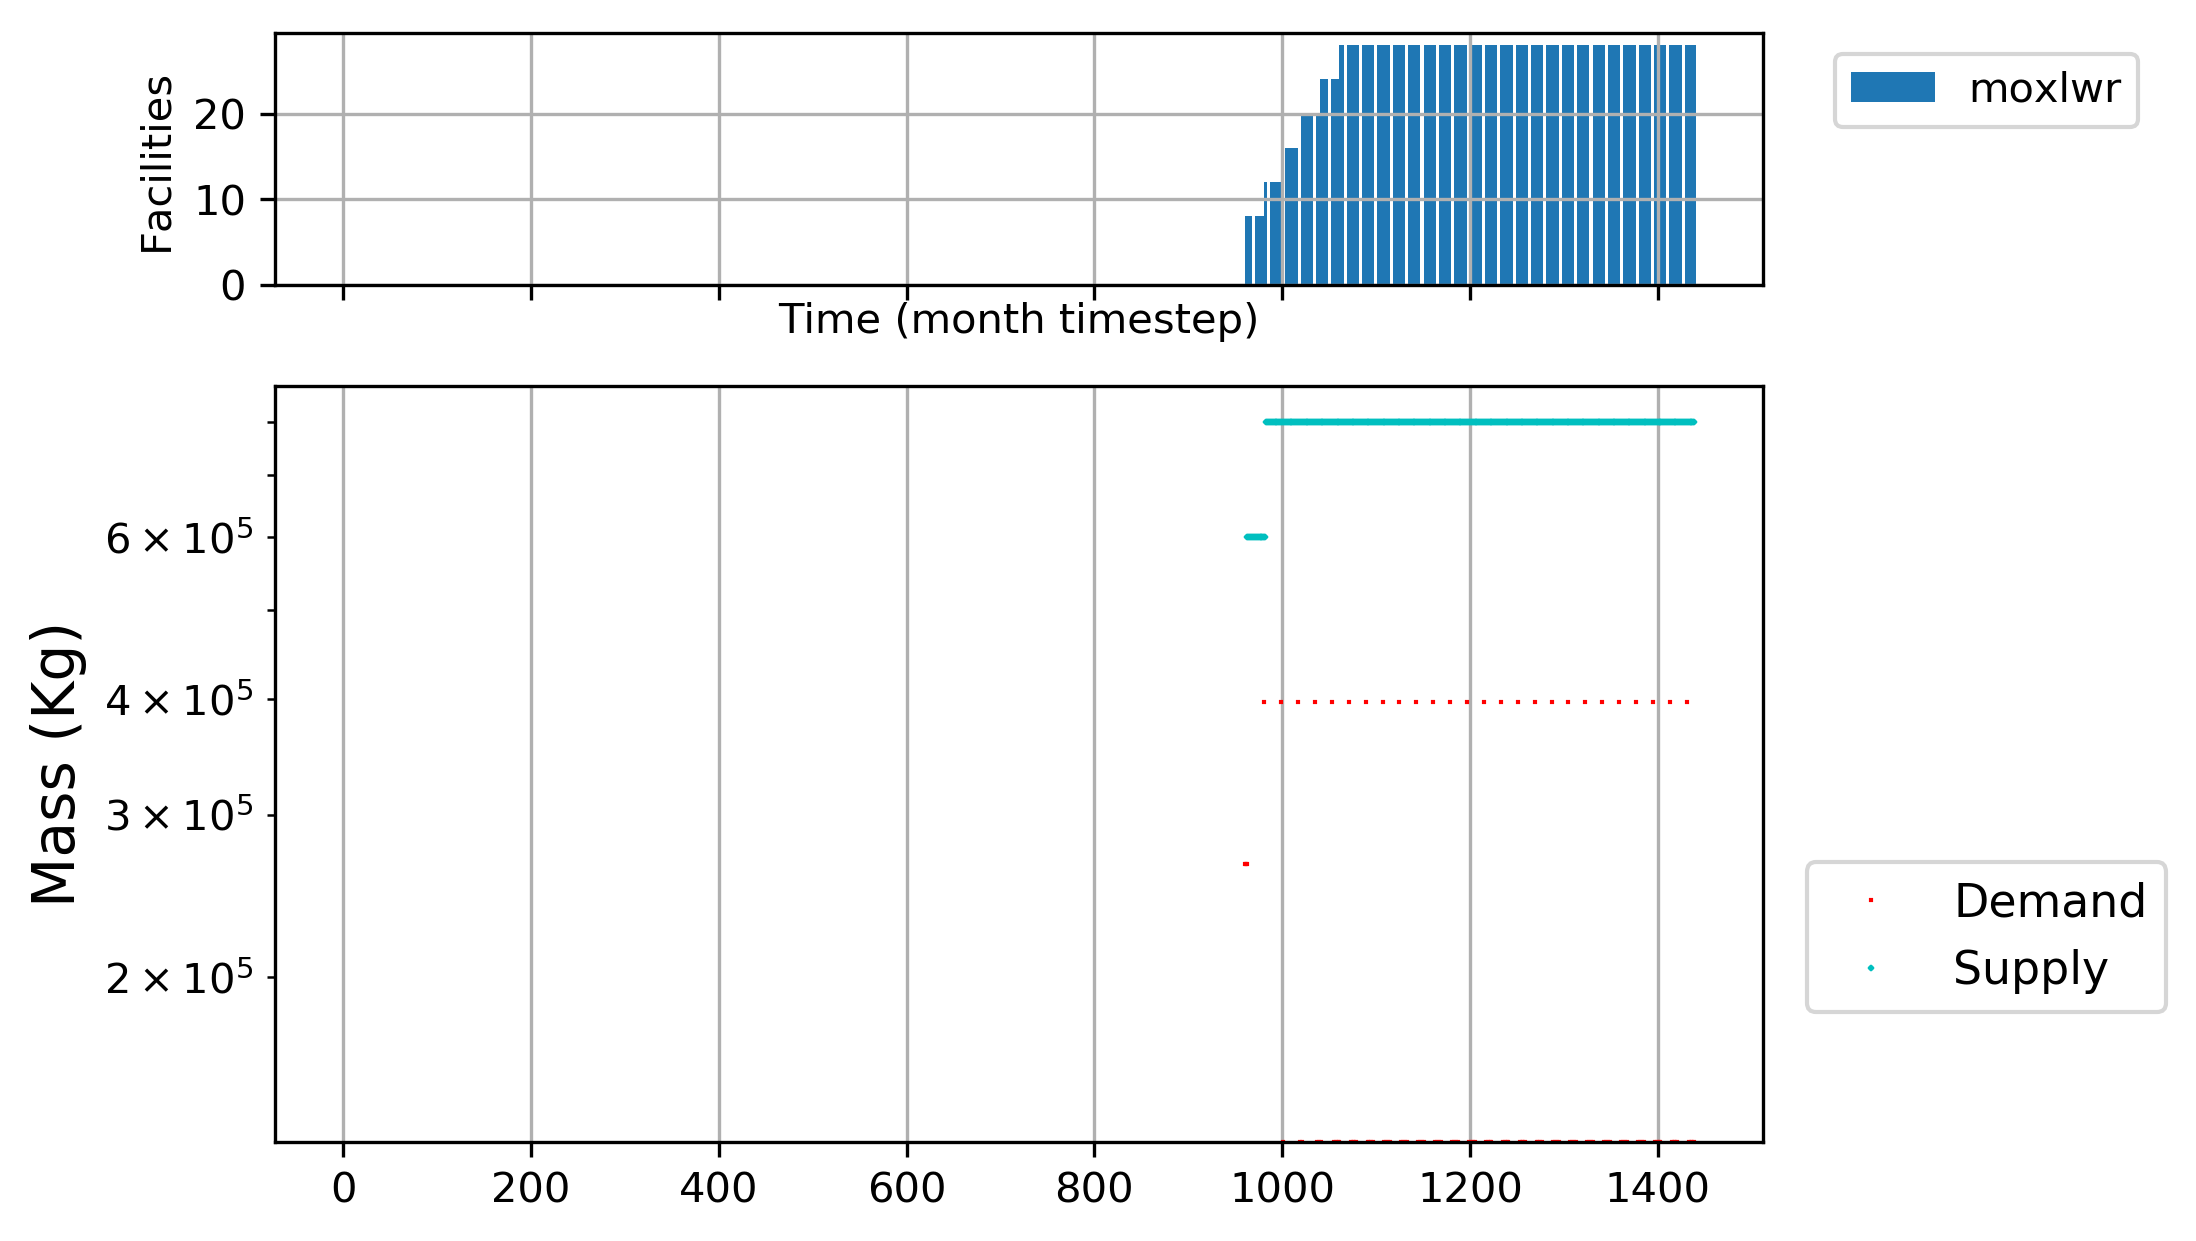 Facilities
20
10
0
moxlwr
Time (month timestep)
Mass (Kg)
6 × 10⁵
4 × 10⁵
3 × 10⁵
2 × 10⁵
0 200 400 600 800 1000 1200 1400
Demand
Supply